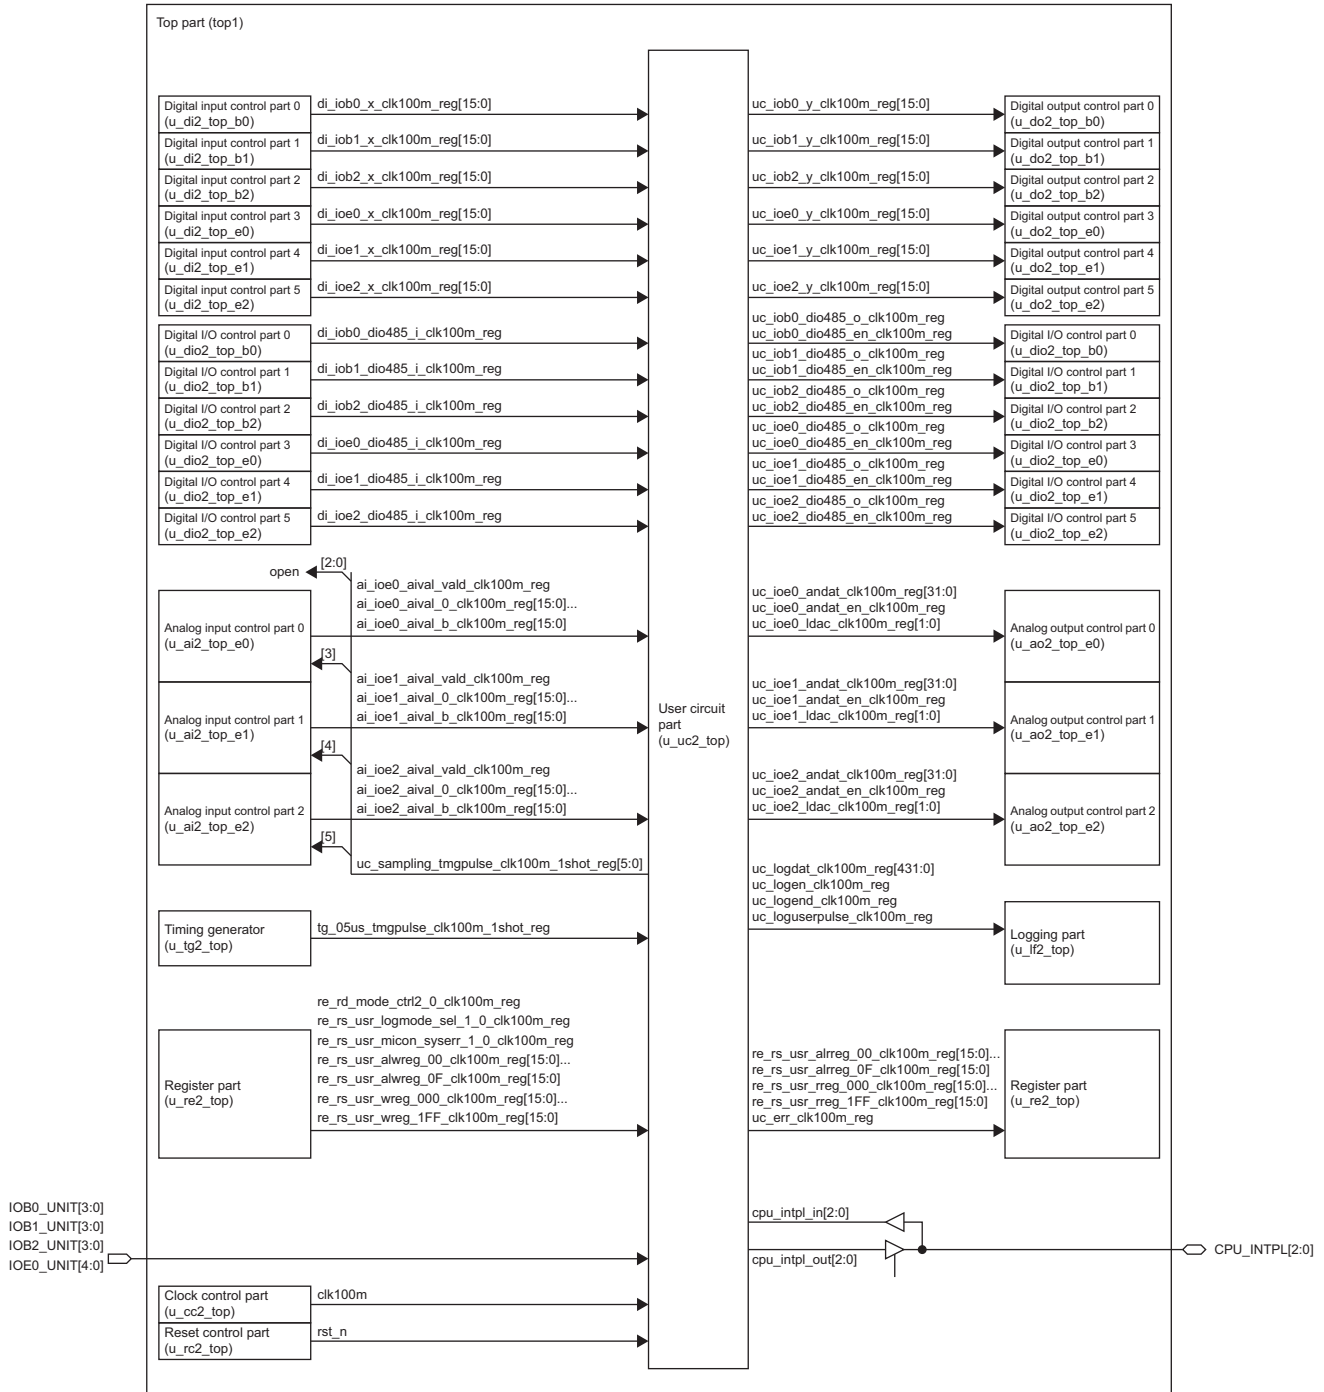 Top part (top1)
Digital input control part 0
(u_di2_top_b0)
di_iob0_x_clk100m_reg[15:0]
Digital input control part 1
(u_di2_top_b1)
di_iob1_x_clk100m_reg[15:0]
Digital input control part 2
(u_di2_top_b2)
di_iob2_x_clk100m_reg[15:0]
Digital input control part 3
(u_di2_top_e0)
di_ioe0_x_clk100m_reg[15:0]
Digital input control part 4
(u_di2_top_e1)
di_ioe1_x_clk100m_reg[15:0]
Digital input control part 5
(u_di2_top_e2)
di_ioe2_x_clk100m_reg[15:0]
Digital I/O control part 0
(u_dio2_top_b0)
di_iob0_dio485_i_clk100m_reg
Digital I/O control part 1
(u_dio2_top_b1)
di_iob1_dio485_i_clk100m_reg
Digital I/O control part 2
(u_dio2_top_b2)
di_iob2_dio485_i_clk100m_reg
Digital I/O control part 3
(u_dio2_top_e0)
di_ioe0_dio485_i_clk100m_reg
Digital I/O control part 4
(u_dio2_top_e1)
di_ioe1_dio485_i_clk100m_reg
Digital I/O control part 5
(u_dio2_top_e2)
di_ioe2_dio485_i_clk100m_reg
open
[2:0]
Analog input control part 0
(u_ai2_top_e0)
ai_ioe0_aival_vald_clk100m_reg
ai_ioe0_aival_0_clk100m_reg[15:0]...
ai_ioe0_aival_b_clk100m_reg[15:0]
[3]
Analog input control part 1
(u_ai2_top_e1)
ai_ioe1_aival_vald_clk100m_reg
ai_ioe1_aival_0_clk100m_reg[15:0]...
ai_ioe1_aival_b_clk100m_reg[15:0]
[4]
Analog input control part 2
(u_ai2_top_e2)
ai_ioe2_aival_vald_clk100m_reg
ai_ioe2_aival_0_clk100m_reg[15:0]...
ai_ioe2_aival_b_clk100m_reg[15:0]
[5]
uc_sampling_tmgpulse_clk100m_1shot_reg[5:0]
Timing generator
(u_tg2_top)
tg_05us_tmgpulse_clk100m_1shot_reg
Register part
(u_re2_top)
re_rd_mode_ctrl2_0_clk100m_reg
re_rs_usr_logmode_sel_1_0_clk100m_reg
re_rs_usr_micon_syserr_1_0_clk100m_reg
re_rs_usr_alwreg_00_clk100m_reg[15:0]...
re_rs_usr_alwreg_0F_clk100m_reg[15:0]
re_rs_usr_wreg_000_clk100m_reg[15:0]...
re_rs_usr_wreg_1FF_clk100m_reg[15:0]
IOB0_UNIT[3:0]
IOB1_UNIT[3:0]
IOB2_UNIT[3:0]
IOE0_UNIT[4:0]
Clock control part
(u_cc2_top)
clk100m
Reset control part
(u_rc2_top)
rst_n
User circuit
part
(u_uc2_top)
uc_iob0_y_clk100m_reg[15:0]
Digital output control part 0
(u_do2_top_b0)
uc_iob1_y_clk100m_reg[15:0]
Digital output control part 1
(u_do2_top_b1)
uc_iob2_y_clk100m_reg[15:0]
Digital output control part 2
(u_do2_top_b2)
uc_ioe0_y_clk100m_reg[15:0]
Digital output control part 3
(u_do2_top_e0)
uc_ioe1_y_clk100m_reg[15:0]
Digital output control part 4
(u_do2_top_e1)
uc_ioe2_y_clk100m_reg[15:0]
Digital output control part 5
(u_do2_top_e2)
uc_iob0_dio485_o_clk100m_reg
uc_iob0_dio485_en_clk100m_reg
Digital I/O control part 0
(u_dio2_top_b0)
uc_iob1_dio485_o_clk100m_reg
uc_iob1_dio485_en_clk100m_reg
Digital I/O control part 1
(u_dio2_top_b1)
uc_iob2_dio485_o_clk100m_reg
uc_iob2_dio485_en_clk100m_reg
Digital I/O control part 2
(u_dio2_top_b2)
uc_ioe0_dio485_o_clk100m_reg
uc_ioe0_dio485_en_clk100m_reg
Digital I/O control part 3
(u_dio2_top_e0)
uc_ioe1_dio485_o_clk100m_reg
uc_ioe1_dio485_en_clk100m_reg
Digital I/O control part 4
(u_dio2_top_e1)
uc_ioe2_dio485_o_clk100m_reg
uc_ioe2_dio485_en_clk100m_reg
Digital I/O control part 5
(u_dio2_top_e2)
uc_ioe0_andat_clk100m_reg[31:0]
uc_ioe0_andat_en_clk100m_reg
uc_ioe0_ldac_clk100m_reg[1:0]
Analog output control part 0
(u_ao2_top_e0)
uc_ioe1_andat_clk100m_reg[31:0]
uc_ioe1_andat_en_clk100m_reg
uc_ioe1_ldac_clk100m_reg[1:0]
Analog output control part 1
(u_ao2_top_e1)
uc_ioe2_andat_clk100m_reg[31:0]
uc_ioe2_andat_en_clk100m_reg
uc_ioe2_ldac_clk100m_reg[1:0]
Analog output control part 2
(u_ao2_top_e2)
uc_logdat_clk100m_reg[431:0]
uc_logen_clk100m_reg
uc_logend_clk100m_reg
uc_loguserpulse_clk100m_reg
Logging part
(u_lf2_top)
re_rs_usr_alrreg_00_clk100m_reg[15:0]...
re_rs_usr_alrreg_0F_clk100m_reg[15:0]
re_rs_usr_rreg_000_clk100m_reg[15:0]...
re_rs_usr_rreg_1FF_clk100m_reg[15:0]
uc_err_clk100m_reg
Register part
(u_re2_top)
cpu_intpl_in[2:0]
cpu_intpl_out[2:0]
CPU_INTPL[2:0]